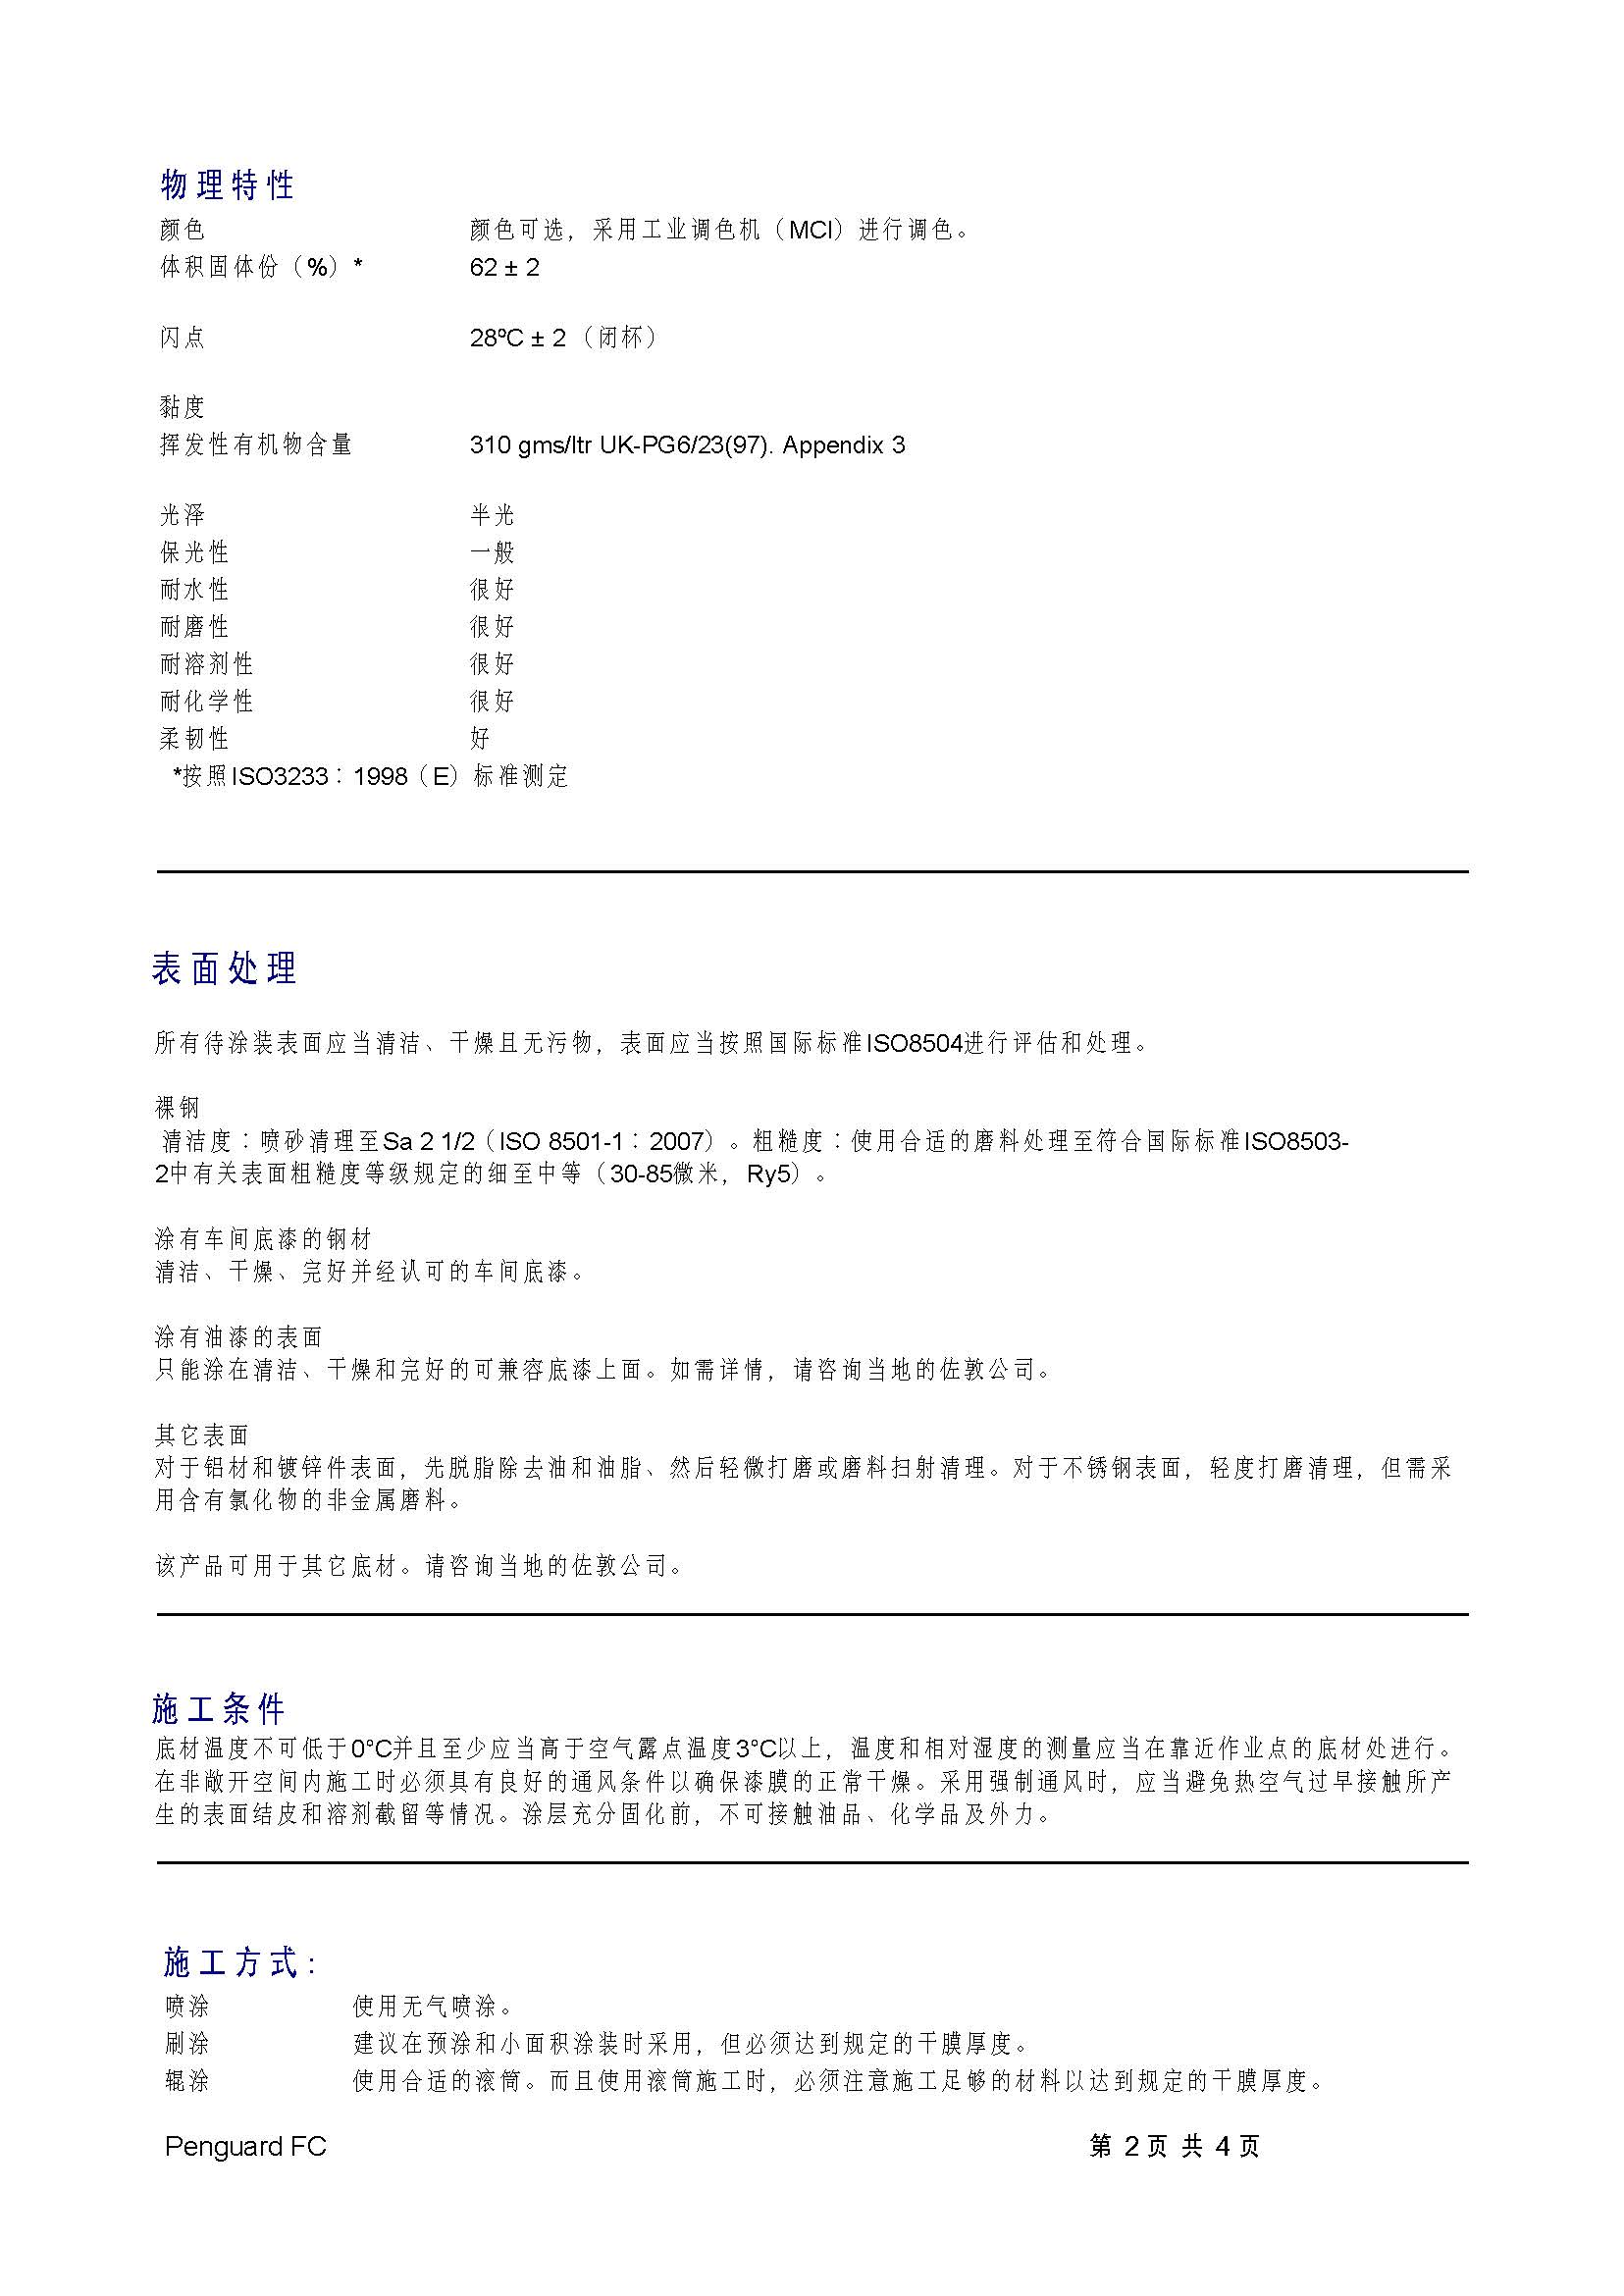 物理特性
颜色 颜色可选，采用工业调色机（MCI）进行调色。
体积固体份（%）* 62 ± 2
闪点 28ºC ± 2（闭杯）
黏度
挥发性有机物含量 310 gms/ltr UK-PG6/23(97). Appendix 3
光泽 半光
保光性 一般
耐水性 很好
耐磨性 很好
耐溶剂性 很好
耐化学性 很好
柔韧性 好
*按照ISO3233：1998（E）标准测定
表面处理
所有待涂装表面应当清洁、干燥且无污物，表面应当按照国际标准ISO8504进行评估和处理。
裸钢
清洁度：喷砂清理至Sa 2 1/2（ISO 8501-1：2007）。粗糙度：使用合适的磨料处理至符合国际标准ISO8503-
2中有关表面粗糙度等级规定的细至中等（30-85微米，Ry5）。
涂有车间底漆的钢材
清洁、干燥、完好并经认可的车间底漆。
涂有油漆的表面
只能涂在清洁、干燥和完好的可兼容底漆上面。如需详情，请咨询当地的佐敦公司。
其它表面
对于铝材和镀锌件表面，先脱脂除去油和油脂、然后轻微打磨或磨料扫射清理。对于不锈钢表面，轻度打磨清理，但需采
用含有氯化物的非金属磨料。
该产品可用于其它底材。请咨询当地的佐敦公司。
施工条件
底材温度不可低于0°C并且至少应当高于空气露点温度3°C以上，温度和相对湿度的测量应当在靠近作业点的底材处进行。
在非敞开空间内施工时必须具有良好的通风条件以确保漆膜的正常干燥。采用强制通风时，应当避免热空气过早接触所产
生的表面结皮和溶剂截留等情况。涂层充分固化前，不可接触油品、化学品及外力。
施工方式：
喷涂 使用无气喷涂。
刷涂 建议在预涂和小面积涂装时采用，但必须达到规定的干膜厚度。
辊涂 使用合适的滚筒。而且使用滚筒施工时，必须注意施工足够的材料以达到规定的干膜厚度。
Penguard FC 第 2 页 共 4 页